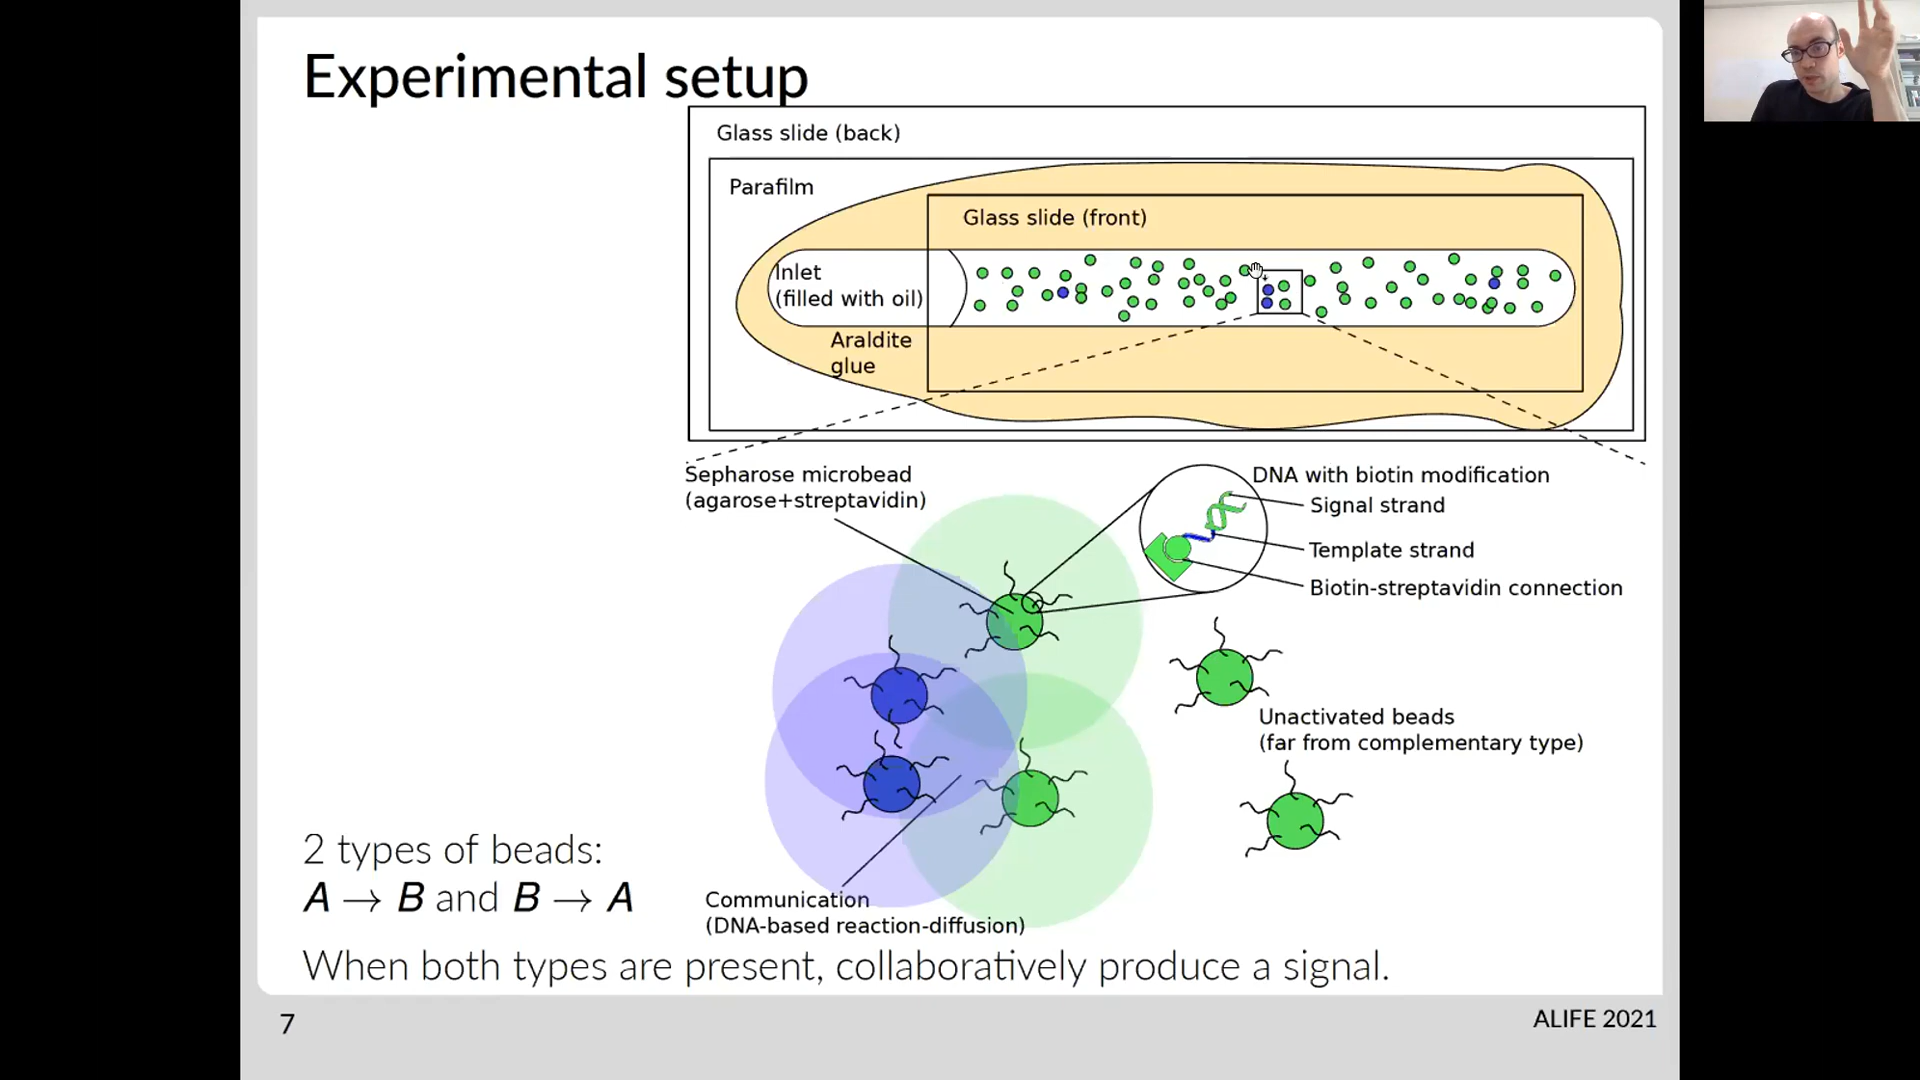 Experimental setup
Glass slide (back)
Parafilm
Glass slide (front)
Inlet
(filled with oil)
Araldite
glue
Sepharose microbead
(agarose+streptavidin)
DNA with biotin modification
Signal strand
Template strand
Biotin-streptavidin connection
Unactivated beads
(far from complementary type)
2 types of beads:
A → B and B → A
Communication
(DNA-based reaction-diffusion)
When both types are present, collaboratively produce a signal.
7
ALIFE 2021